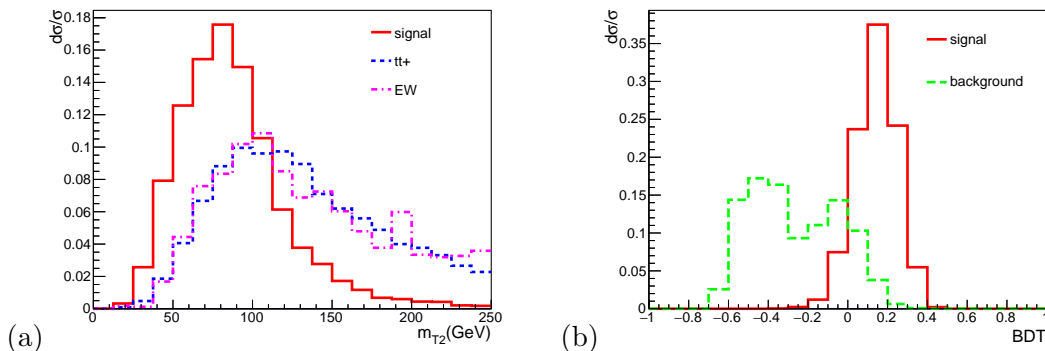 dσ/σ
0.18
0.16
0.14
0.12
0.1
0.08
0.06
0.04
0.02
0
signal
tt+
EW
0 50 100 150 200 250
m_T2(GeV)
(a)
dσ/σ
0.35
0.3
0.25
0.2
0.15
0.1
0.05
0
signal
background
−1 −0.8 −0.6 −0.4 −0.2 0 0.2 0.4 0.6 0.8 1
BDT
(b)